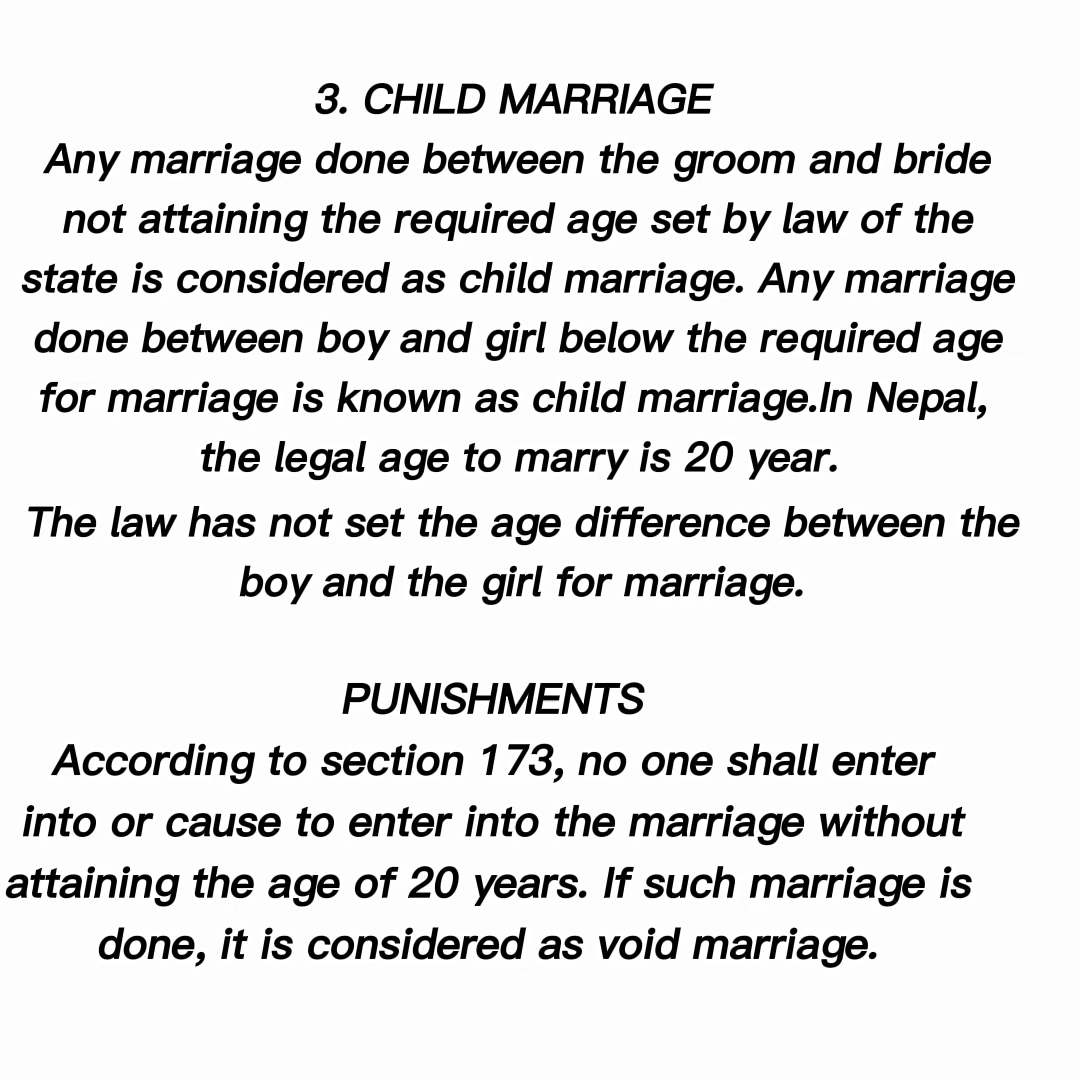 3. CHILD MARRIAGE
Any marriage done between the groom and bride
not attaining the required age set by law of the
state is considered as child marriage. Any marriage
done between boy and girl below the required age
for marriage is known as child marriage.In Nepal,
the legal age to marry is 20 year.
The law has not set the age difference between the
boy and the girl for marriage.
PUNISHMENTS
According to section 173, no one shall enter
into or cause to enter into the marriage without
attaining the age of 20 years. If such marriage is
done, it is considered as void marriage.